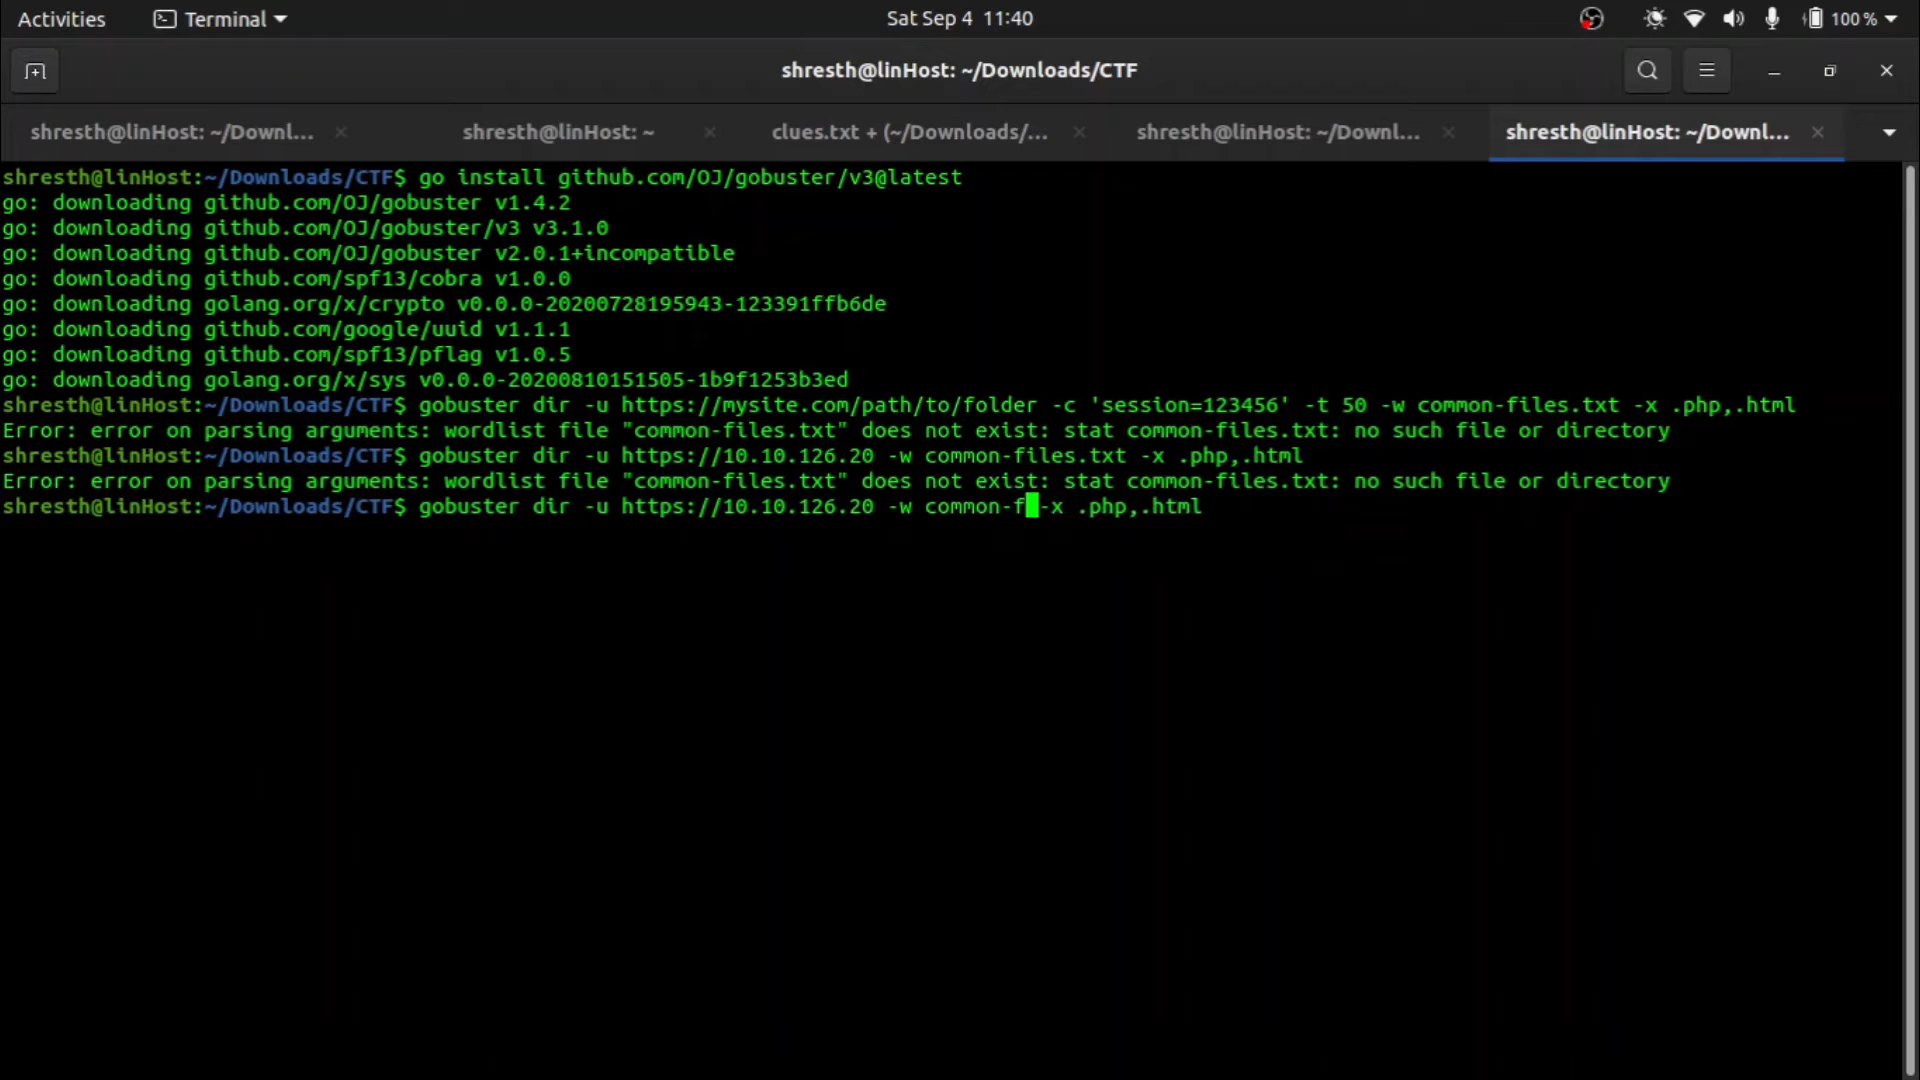 Activities Terminal Sat Sep 4 11:40 100 %
shresth@linHost: ~/Downloads/CTF
shresth@linHost: ~/Downl... shresth@linHost: ~ clues.txt + (~/Downloads/... shresth@linHost: ~/Downl... shresth@linHost: ~/Downl...
shresth@linHost:~/Downloads/CTF$ go install github.com/OJ/gobuster/v3@latest
go: downloading github.com/OJ/gobuster v1.4.2
go: downloading github.com/OJ/gobuster/v3 v3.1.0
go: downloading github.com/OJ/gobuster v2.0.1+incompatible
go: downloading github.com/spf13/cobra v1.0.0
go: downloading golang.org/x/crypto v0.0.0-20200728195943-123391ffb6de
go: downloading github.com/google/uuid v1.1.1
go: downloading github.com/spf13/pflag v1.0.5
go: downloading golang.org/x/sys v0.0.0-20200810151505-1b9f1253b3ed
shresth@linHost:~/Downloads/CTF$ gobuster dir -u https://mysite.com/path/to/folder -c 'session=123456' -t 50 -w common-files.txt -x .php,.html
Error: error on parsing arguments: wordlist file "common-files.txt" does not exist: stat common-files.txt: no such file or directory
shresth@linHost:~/Downloads/CTF$ gobuster dir -u https://10.10.126.20 -w common-files.txt -x .php,.html
Error: error on parsing arguments: wordlist file "common-files.txt" does not exist: stat common-files.txt: no such file or directory
shresth@linHost:~/Downloads/CTF$ gobuster dir -u https://10.10.126.20 -w common-f -x .php,.html